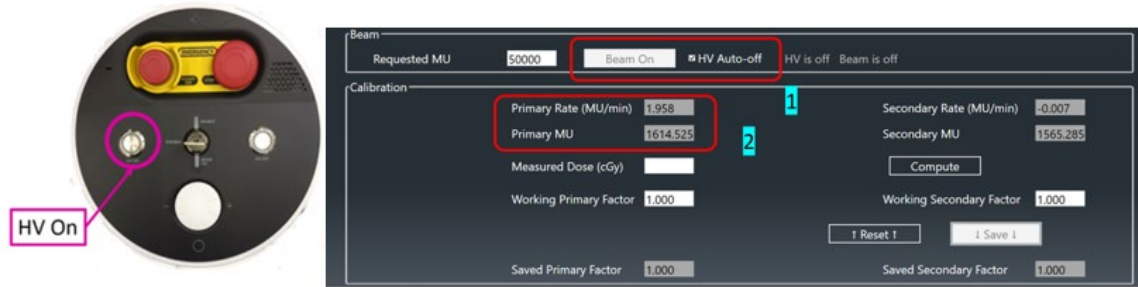 EMERGENCY
HV On
Beam
Requested MU 50000 Beam On HV Auto-off HV is off Beam is off
Calibration
1
Primary Rate (MU/min) 1.958 Secondary Rate (MU/min) -0.007
Primary MU 1614.525 Secondary MU 1565.285
2
Measured Dose (cGy) Compute
Working Primary Factor 1.000 Working Secondary Factor 1.000
↑ Reset ↑ ↓ Save ↓
Saved Primary Factor 1.000 Saved Secondary Factor 1.000